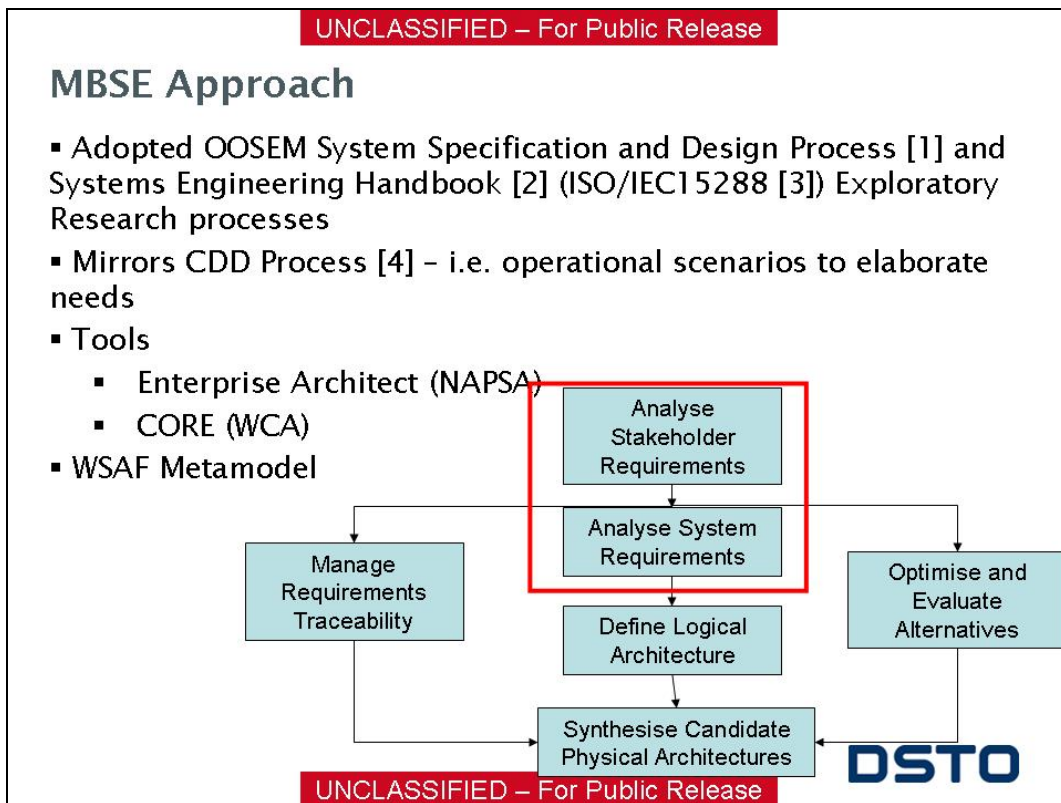 UNCLASSIFIED – For Public Release
MBSE Approach
▪ Adopted OOSEM System Specification and Design Process [1] and
Systems Engineering Handbook [2] (ISO/IEC15288 [3]) Exploratory
Research processes
▪ Mirrors CDD Process [4] – i.e. operational scenarios to elaborate
needs
▪ Tools
▪ Enterprise Architect (NAPSA)
▪ CORE (WCA)
▪ WSAF Metamodel
Analyse
Stakeholder
Requirements
Analyse System
Requirements
Manage
Requirements
Traceability
Optimise and
Evaluate
Alternatives
Define Logical
Architecture
Synthesise Candidate
Physical Architectures
DSTO
UNCLASSIFIED – For Public Release